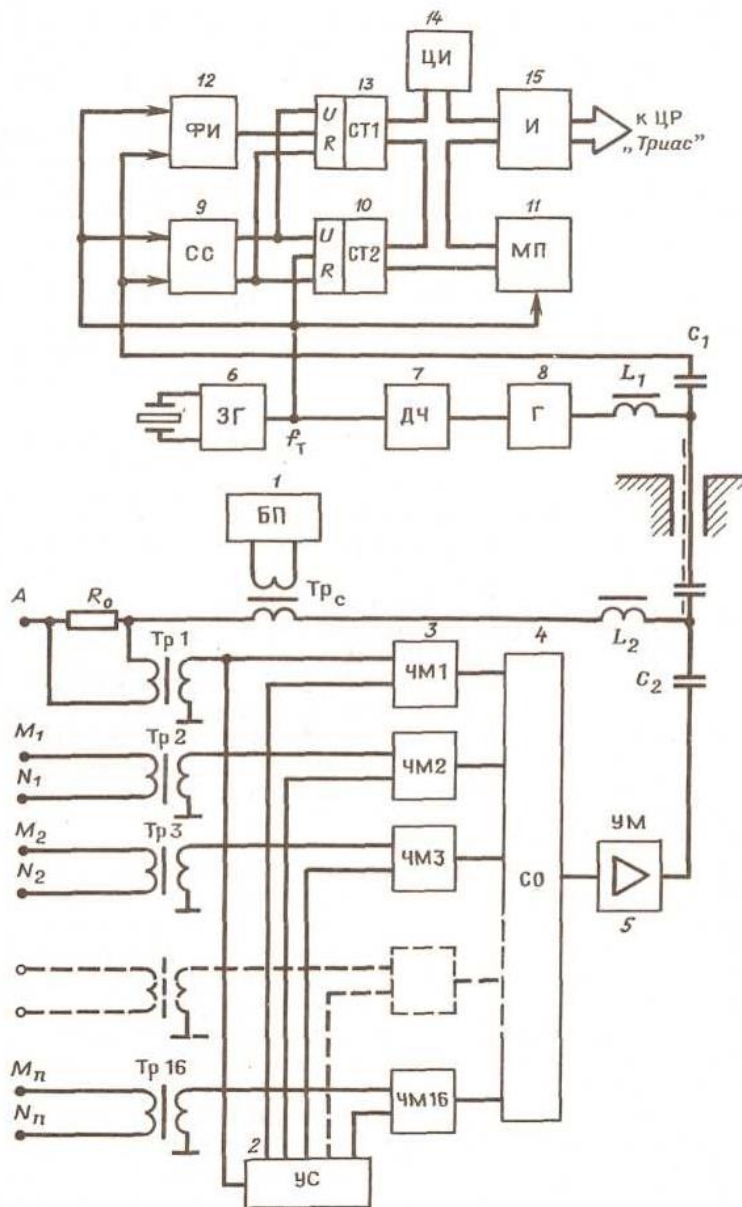 14
ЦИ
12
13
15
ФИ
U
R
СТ1
И
к ЦР
„Триас"
9
10
11
СС
U
R
СТ2
МП
C₁
6
7
8
L₁
ЗГ
ДЧ
Г
fт
1
БП
Трс
A
R₀
Тр 1
3
4
L₂
C₂
ЧМ1
M₁
N₁
Тр 2
ЧМ2
M₂
N₂
Тр 3
ЧМ3
СО
УМ
5
Mп
Nп
Тр 16
ЧМ16
2
УС